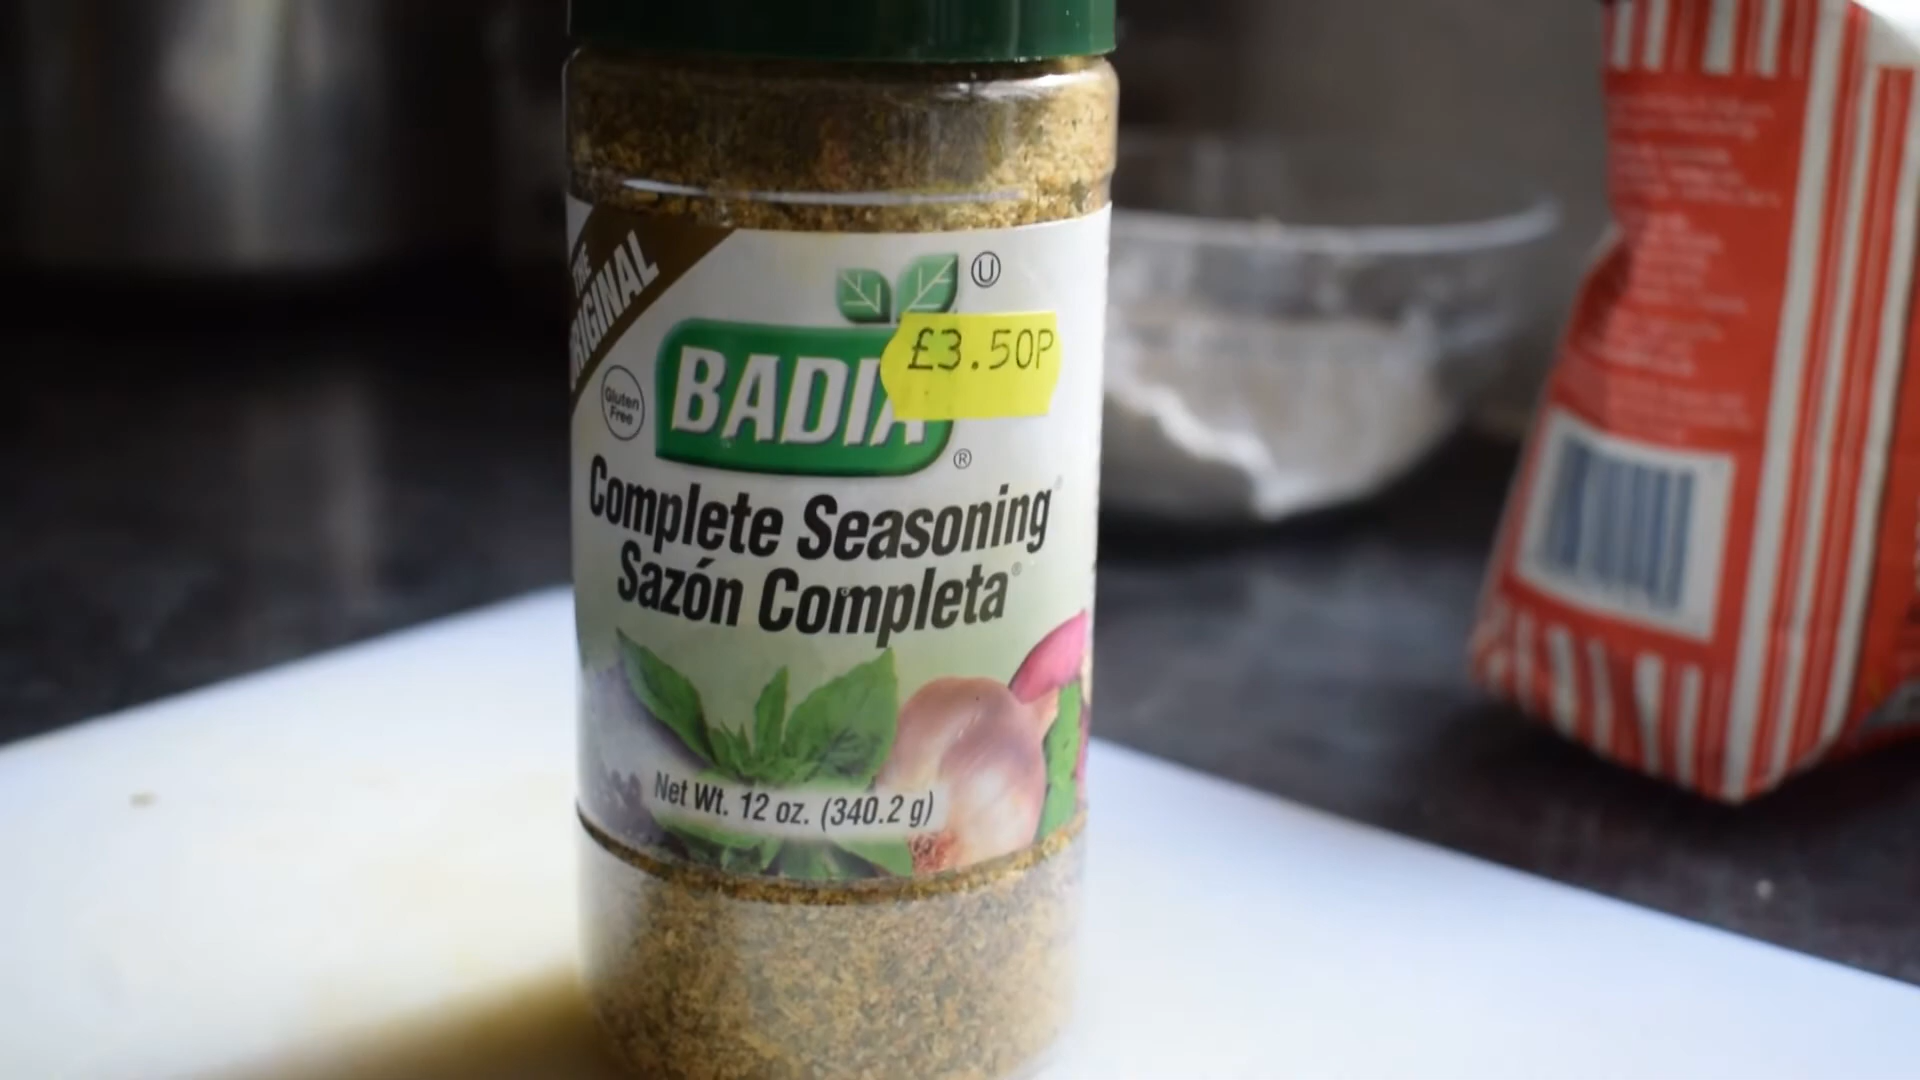 THE
ORIGINAL
U
BADIA
£3.50P
®
Gluten
Free
Complete Seasoning
Sazón Completa®
Net Wt. 12 oz. (340.2 g)